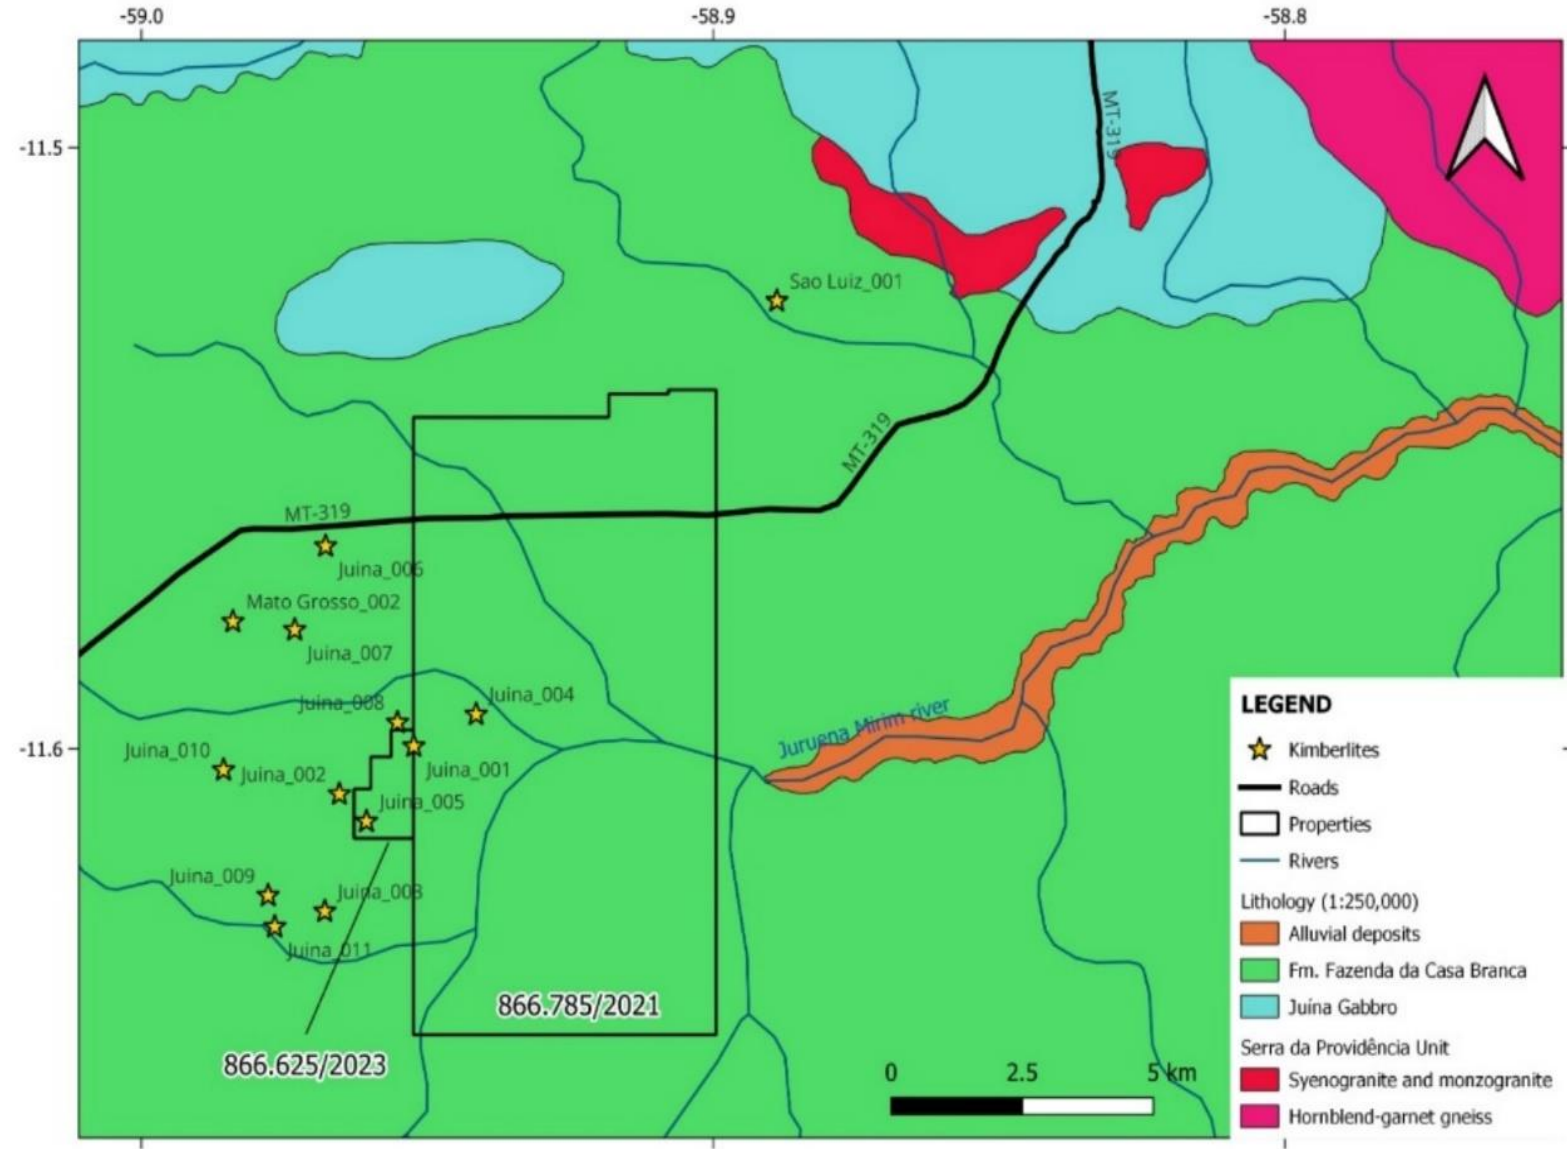 -59.0
-58.9
-58.8
-11.5
-11.6
MT-319
Sao Luiz_001
MT-319
MT-319
Juina_006
Mato Grosso_002
Juina_007
Juina_004
Juina_008
Juruena Mirim river
Juina_010
Juina_002
Juina_001
Juina_005
Juina_009
Juina_003
Juina_011
866.785/2021
866.625/2023
0 2.5 5 km
LEGEND
Kimberlites
Roads
Properties
Rivers
Lithology (1:250,000)
Alluvial deposits
Fm. Fazenda da Casa Branca
Juína Gabbro
Serra da Providência Unit
Syenogranite and monzogranite
Hornblend-garnet gneiss